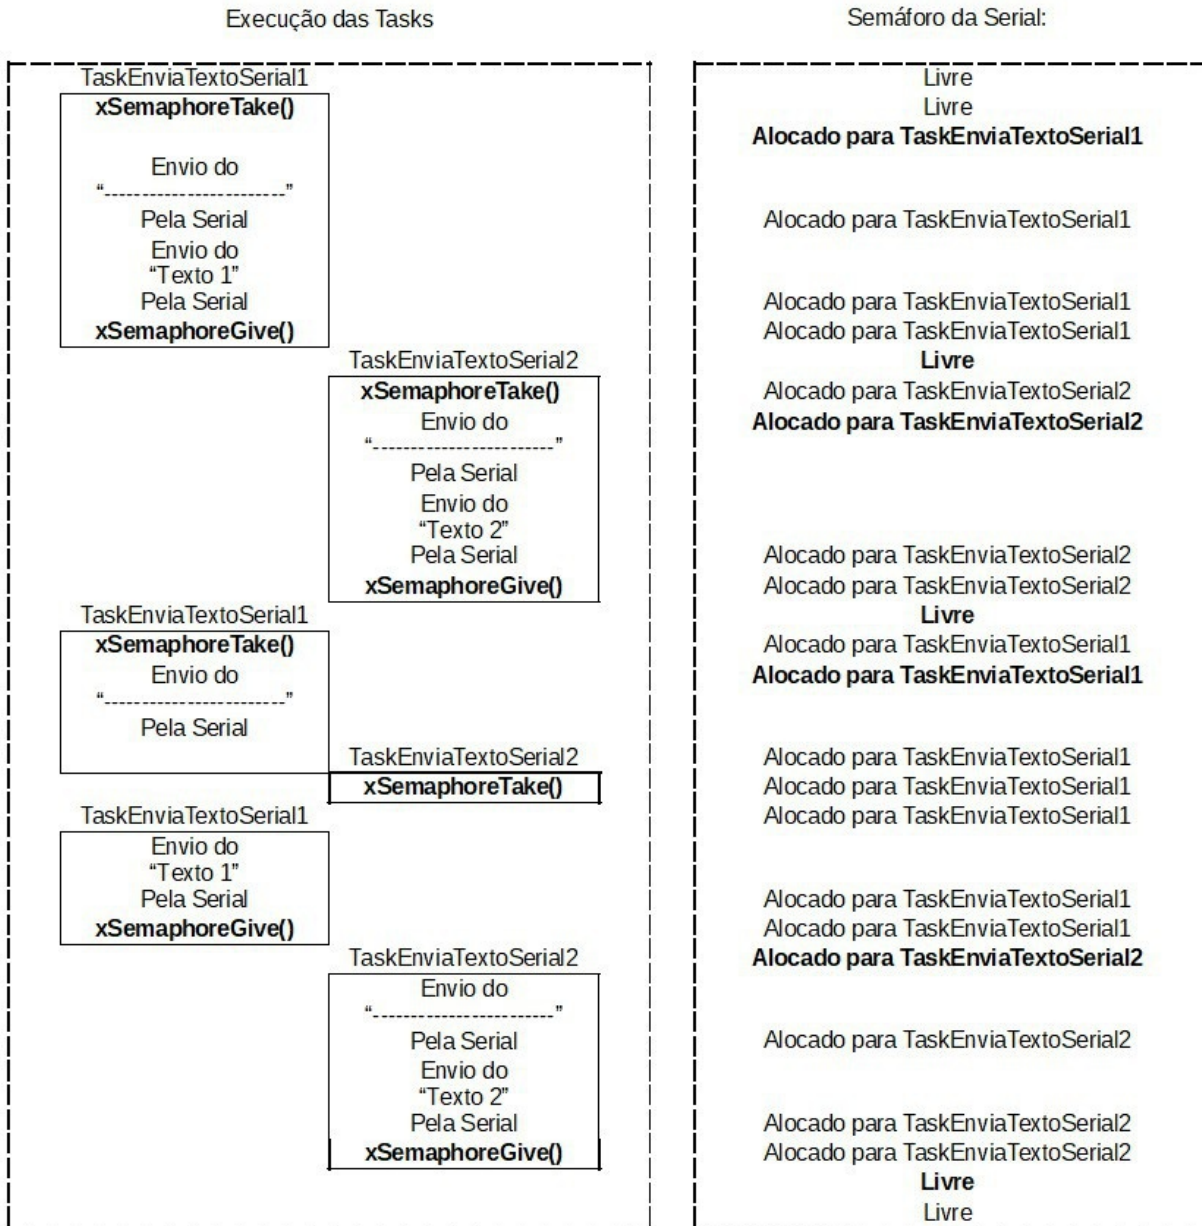 Execução das Tasks
Semáforo da Serial:
TaskEnviaTextoSerial1
Livre
xSemaphoreTake()
Livre
Alocado para TaskEnviaTextoSerial1
Envio do
“------------------------”
Pela Serial
Alocado para TaskEnviaTextoSerial1
Envio do
“Texto 1”
Pela Serial
Alocado para TaskEnviaTextoSerial1
xSemaphoreGive()
Alocado para TaskEnviaTextoSerial1
TaskEnviaTextoSerial2
Livre
xSemaphoreTake()
Alocado para TaskEnviaTextoSerial2
Envio do
Alocado para TaskEnviaTextoSerial2
“------------------------”
Pela Serial
Envio do
“Texto 2”
Pela Serial
Alocado para TaskEnviaTextoSerial2
xSemaphoreGive()
Alocado para TaskEnviaTextoSerial2
TaskEnviaTextoSerial1
Livre
xSemaphoreTake()
Alocado para TaskEnviaTextoSerial1
Envio do
Alocado para TaskEnviaTextoSerial1
“------------------------”
Pela Serial
TaskEnviaTextoSerial2
Alocado para TaskEnviaTextoSerial1
xSemaphoreTake()
Alocado para TaskEnviaTextoSerial1
TaskEnviaTextoSerial1
Alocado para TaskEnviaTextoSerial1
Envio do
“Texto 1”
Pela Serial
Alocado para TaskEnviaTextoSerial1
xSemaphoreGive()
Alocado para TaskEnviaTextoSerial1
TaskEnviaTextoSerial2
Alocado para TaskEnviaTextoSerial2
Envio do
“------------------------”
Pela Serial
Alocado para TaskEnviaTextoSerial2
Envio do
“Texto 2”
Pela Serial
Alocado para TaskEnviaTextoSerial2
xSemaphoreGive()
Alocado para TaskEnviaTextoSerial2
Livre
Livre